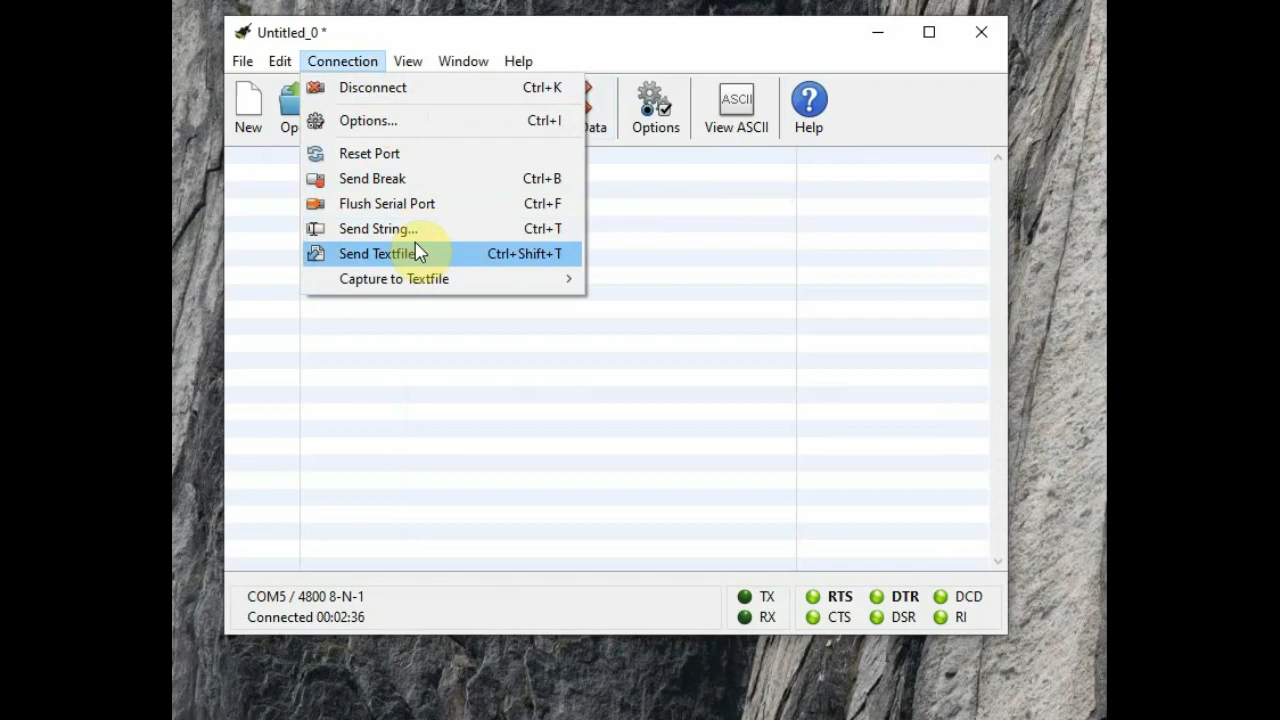 Untitled_0 *
File Edit Connection View Window Help
Disconnect Ctrl+K
Options... Ctrl+I
Reset Port
Send Break Ctrl+B
Flush Serial Port Ctrl+F
Send String... Ctrl+T
Send Textfile Ctrl+Shift+T
Capture to Textfile
New Op Data Options View ASCII Help
ASCII
?
COM5 / 4800 8-N-1
Connected 00:02:36
TX RTS DTR DCD
RX CTS DSR RI